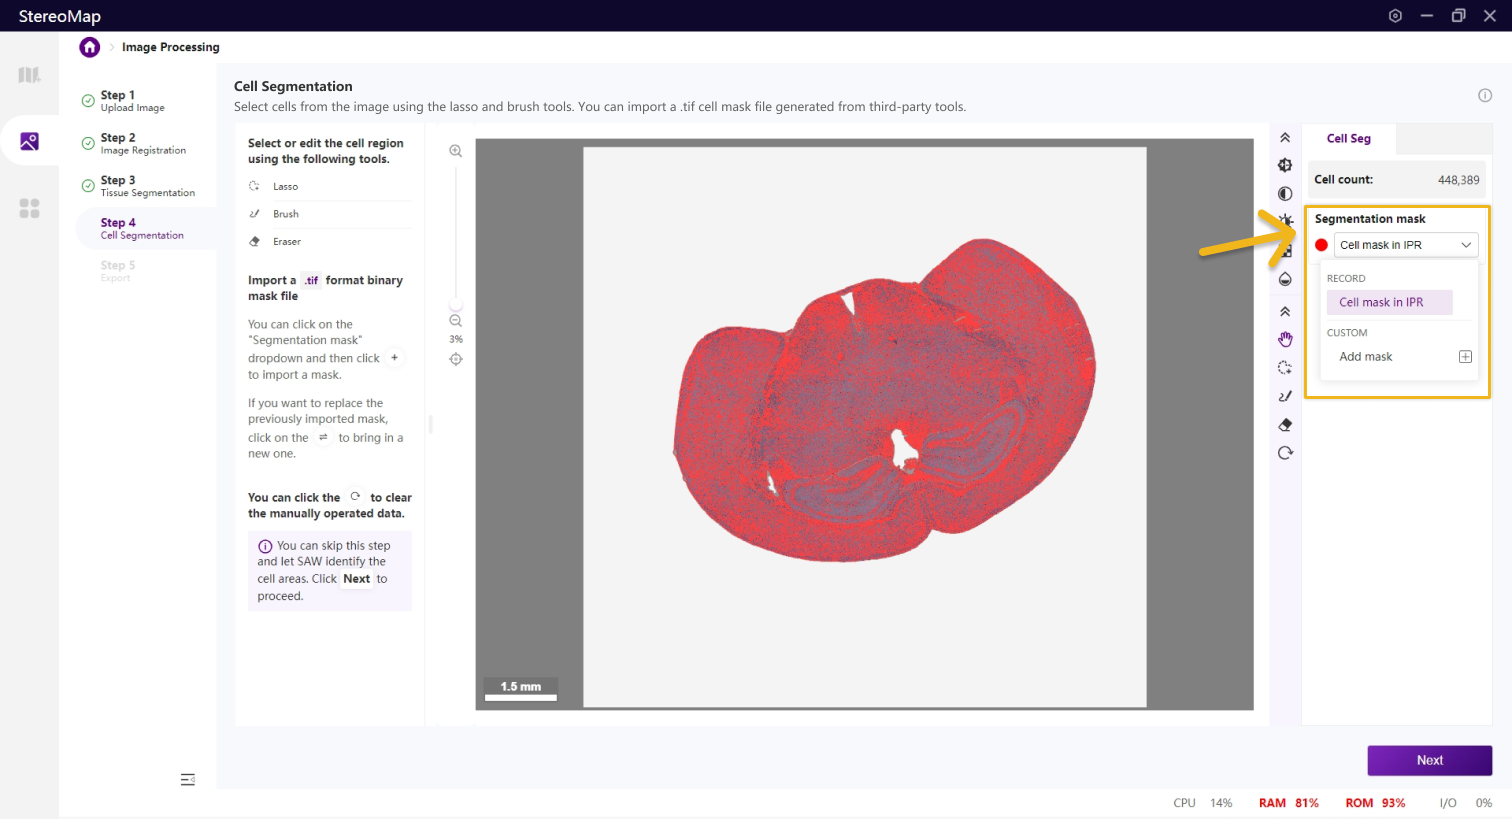 StereoMap
Image Processing
Step 1
Upload Image
Step 2
Image Registration
Step 3
Tissue Segmentation
Step 4
Cell Segmentation
Step 5
Export
Cell Segmentation
Select cells from the image using the lasso and brush tools. You can import a .tif cell mask file generated from third-party tools.
Select or edit the cell region
using the following tools.
Lasso
Brush
Eraser
Import a .tif format binary
mask file
You can click on the
"Segmentation mask"
dropdown and then click +
to import a mask.
If you want to replace the
previously imported mask,
click on the ⇌ to bring in a
new one.
You can click the ⟳ to clear
the manually operated data.
You can skip this step
and let SAW identify the
cell areas. Click Next to
proceed.
3%
1.5 mm
Cell Seg
Cell count: 448,389
Segmentation mask
Cell mask in IPR
RECORD
Cell mask in IPR
CUSTOM
Add mask
Next
CPU 14% RAM 81% ROM 93% I/O 0%